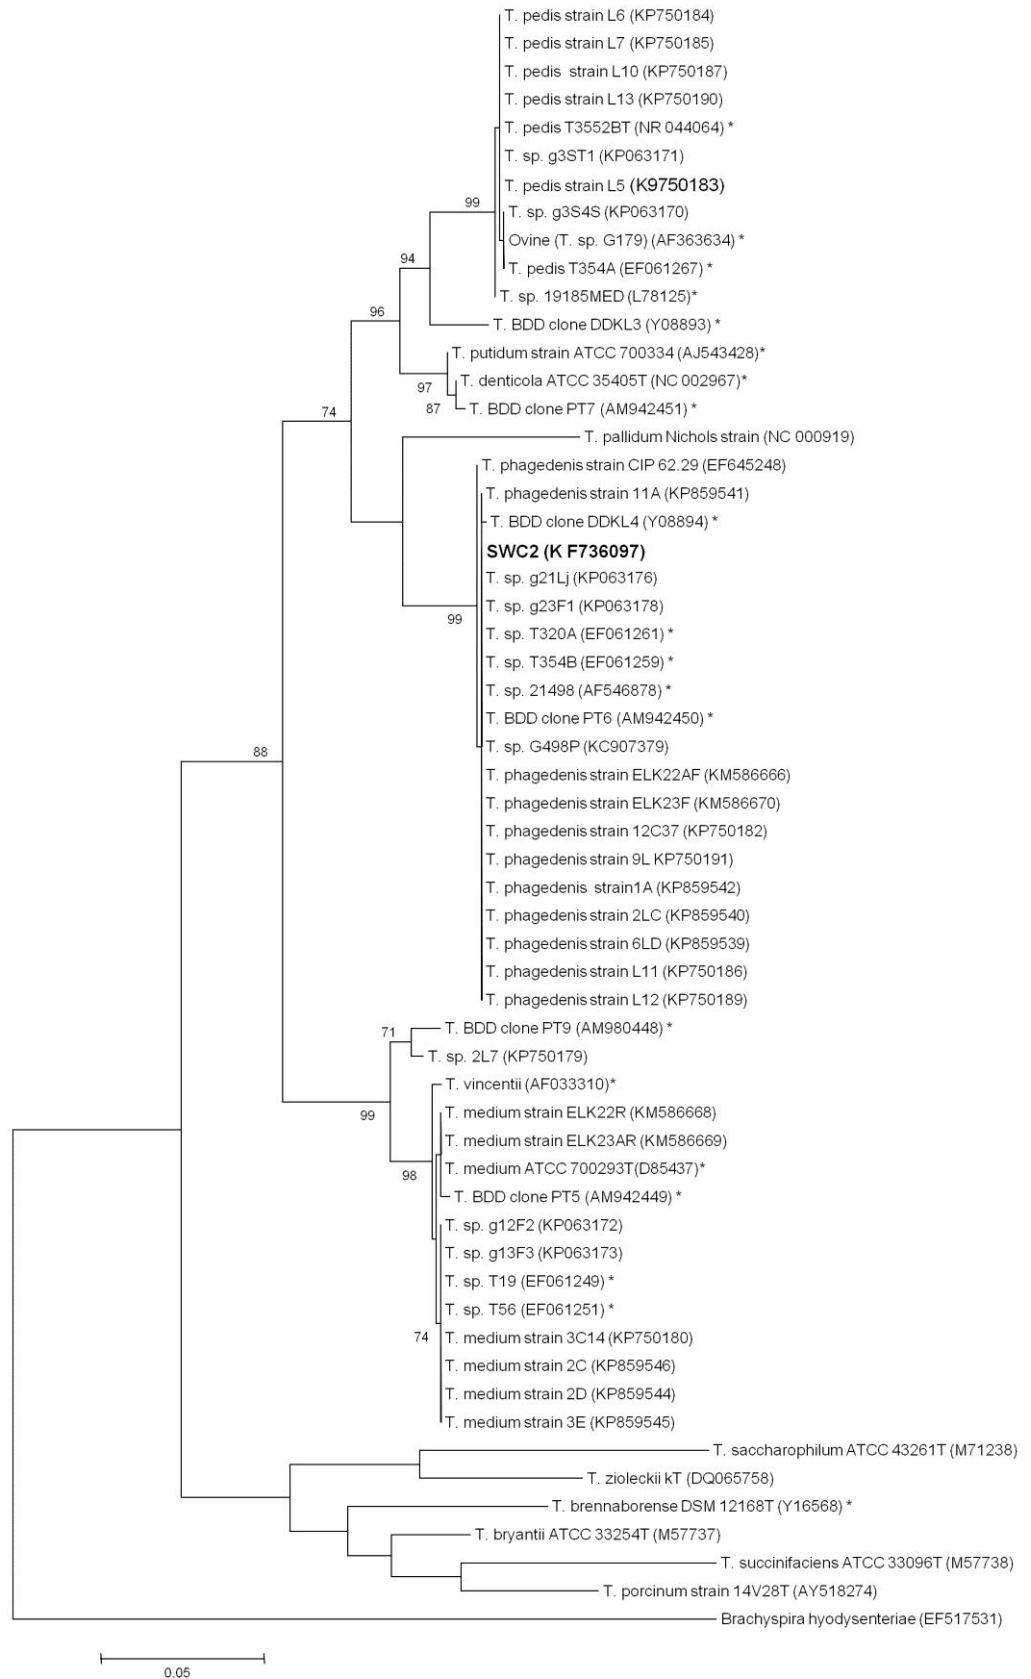 T. pedis strain L6 (KP750184)
T. pedis strain L7 (KP750185)
T. pedis strain L10 (KP750187)
T. pedis strain L13 (KP750190)
T. pedis T3552BT (NR 044064) *
T. sp. g3ST1 (KP063171)
T. pedis strain L5 (K9750183)
99
T. sp. g3S4S (KP063170)
Ovine (T. sp. G179) (AF363634) *
94
T. pedis T354A (EF061267) *
T. sp. 19185MED (L78125)*
96
T. BDD clone DDKL3 (Y08893) *
T. putidum strain ATCC 700334 (AJ543428)*
T. denticola ATCC 35405T (NC 002967)*
97
87
T. BDD clone PT7 (AM942451) *
74
T. pallidum Nichols strain (NC 000919)
T. phagedenis strain CIP 62.29 (EF645248)
T. phagedenis strain 11A (KP859541)
T. BDD clone DDKL4 (Y08894) *
SWC2 (K F736097)
T. sp. g21Lj (KP063176)
T. sp. g23F1 (KP063178)
99
T. sp. T320A (EF061261) *
T. sp. T354B (EF061259) *
T. sp. 21498 (AF546878) *
T. BDD clone PT6 (AM942450) *
T. sp. G498P (KC907379)
88
T. phagedenis strain ELK22AF (KM586666)
T. phagedenis strain ELK23F (KM586670)
T. phagedenis strain 12C37 (KP750182)
T. phagedenis strain 9L KP750191)
T. phagedenis strain1A (KP859542)
T. phagedenis strain 2LC (KP859540)
T. phagedenis strain 6LD (KP859539)
T. phagedenis strain L11 (KP750186)
T. phagedenis strain L12 (KP750189)
71
T. BDD clone PT9 (AM980448) *
T. sp. 2L7 (KP750179)
T. vincentii (AF033310)*
99
T. medium strain ELK22R (KM586668)
T. medium strain ELK23AR (KM586669)
T. medium ATCC 700293T(D85437)*
98
T. BDD clone PT5 (AM942449) *
T. sp. g12F2 (KP063172)
T. sp. g13F3 (KP063173)
T. sp. T19 (EF061249) *
T. sp. T56 (EF061251) *
74
T. medium strain 3C14 (KP750180)
T. medium strain 2C (KP859546)
T. medium strain 2D (KP859544)
T. medium strain 3E (KP859545)
T. saccharophilum ATCC 43261T (M71238)
T. zioleckii kT (DQ065758)
T. brennaborense DSM 12168T (Y16568) *
T. bryantii ATCC 33254T (M57737)
T. succinifaciens ATCC 33096T (M57738)
T. porcinum strain 14V28T (AY518274)
Brachyspira hyodysenteriae (EF517531)
0.05